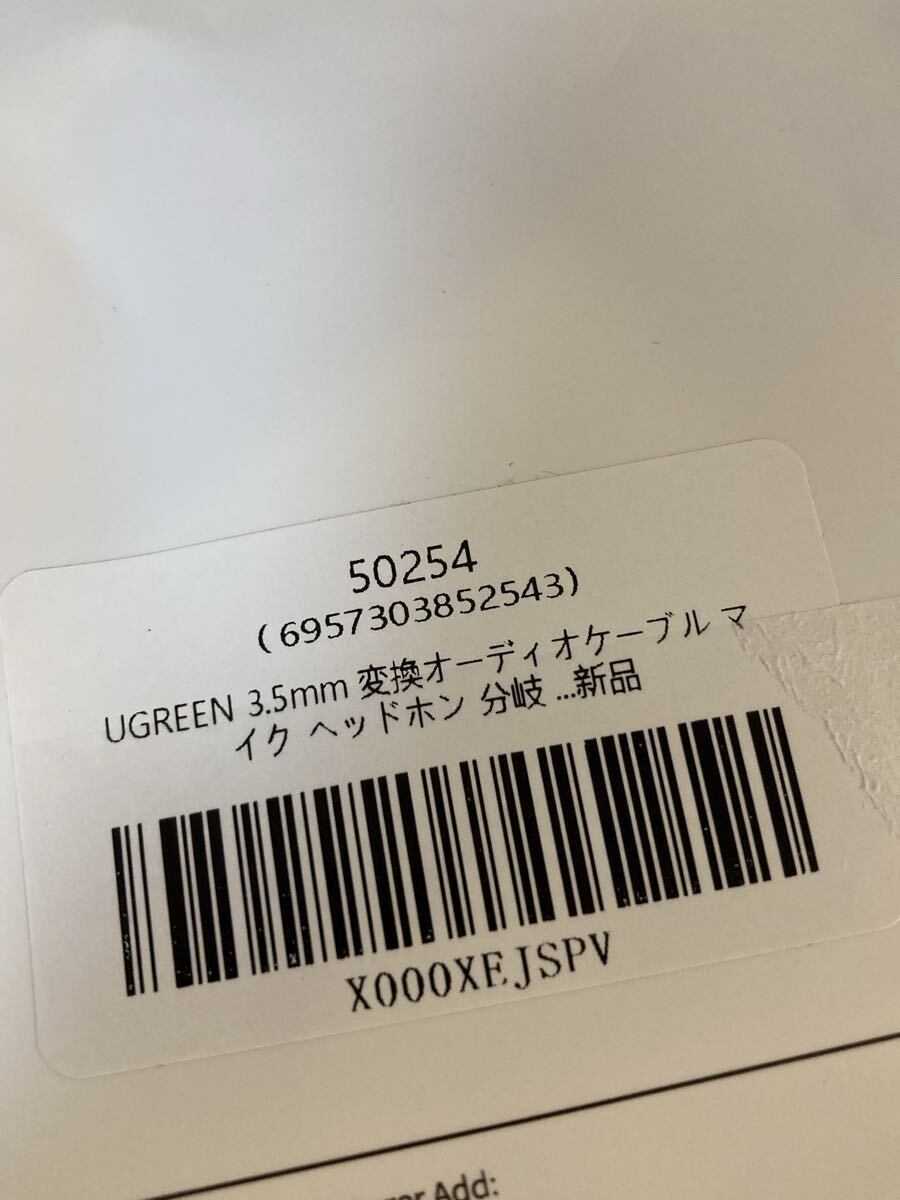 50254
(6957303852543)
UGREEN 3.5mm 変換オーディオケーブル マ
イク ヘッドホン 分岐 ...新品
X000XEJSPV
Add: